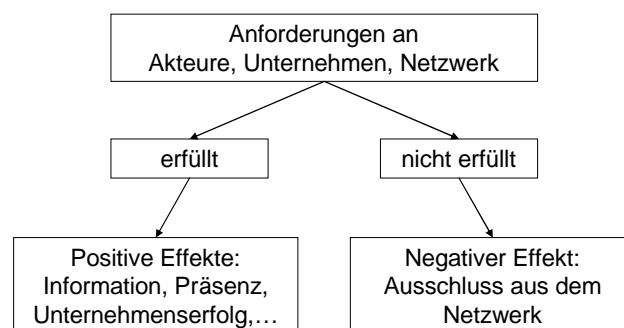 Anforderungen an
Akteure, Unternehmen, Netzwerk
erfüllt
nicht erfüllt
Positive Effekte:
Information, Präsenz,
Unternehmenserfolg,…
Negativer Effekt:
Ausschluss aus dem
Netzwerk